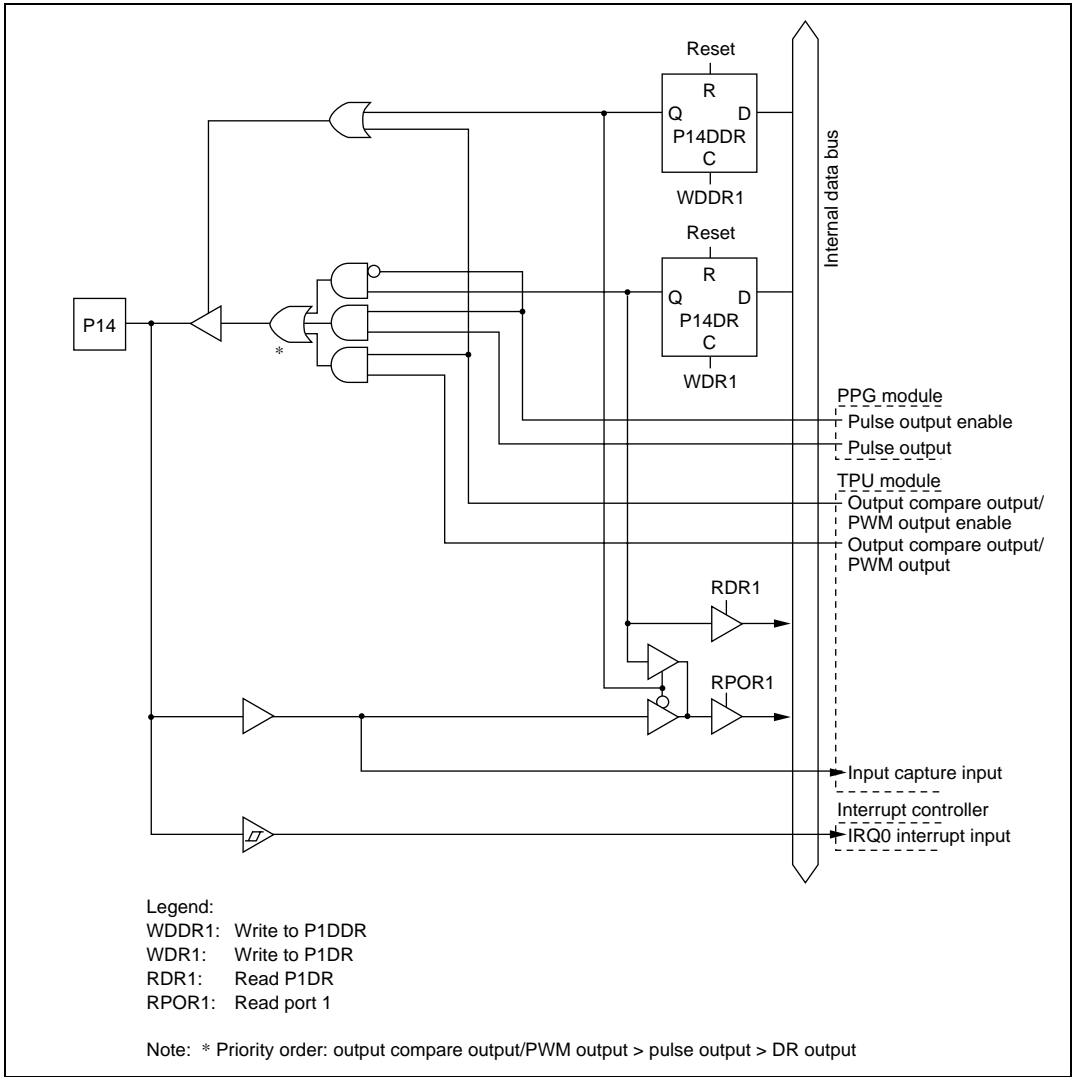 Reset
R
Q D
P14DDR
C
WDDR1
Reset
R
Q D
P14DR
C
WDR1
Internal data bus
P14
*
PPG module
Pulse output enable
Pulse output
TPU module
Output compare output/
PWM output enable
Output compare output/
PWM output
RDR1
RPOR1
Input capture input
Interrupt controller
IRQ0 interrupt input
Legend:
WDDR1: Write to P1DDR
WDR1: Write to P1DR
RDR1: Read P1DR
RPOR1: Read port 1
Note: * Priority order: output compare output/PWM output > pulse output > DR output